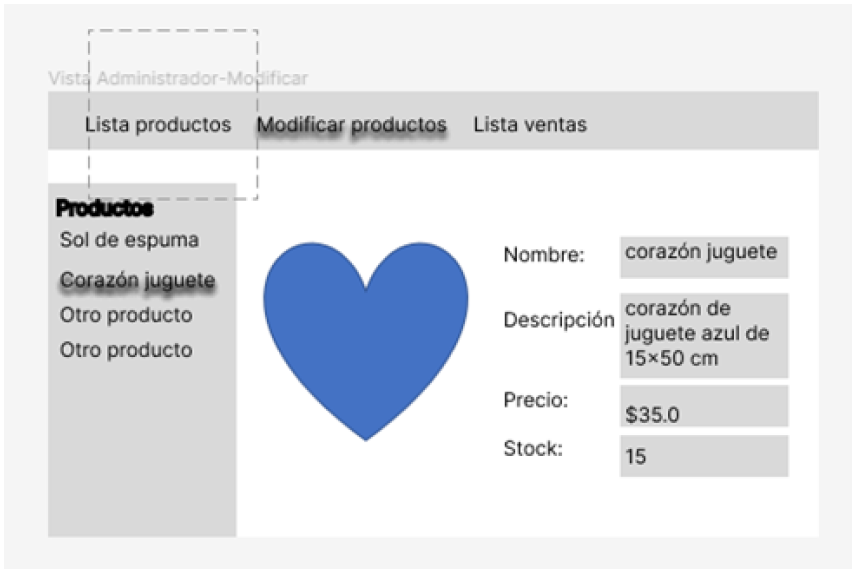 Vista Administrador-Modificar
Lista productos Modificar productos Lista ventas
Productos
Sol de espuma
Corazón juguete
Otro producto
Otro producto
Nombre: corazón juguete
Descripción corazón de
juguete azul de
15×50 cm
Precio: $35.0
Stock: 15